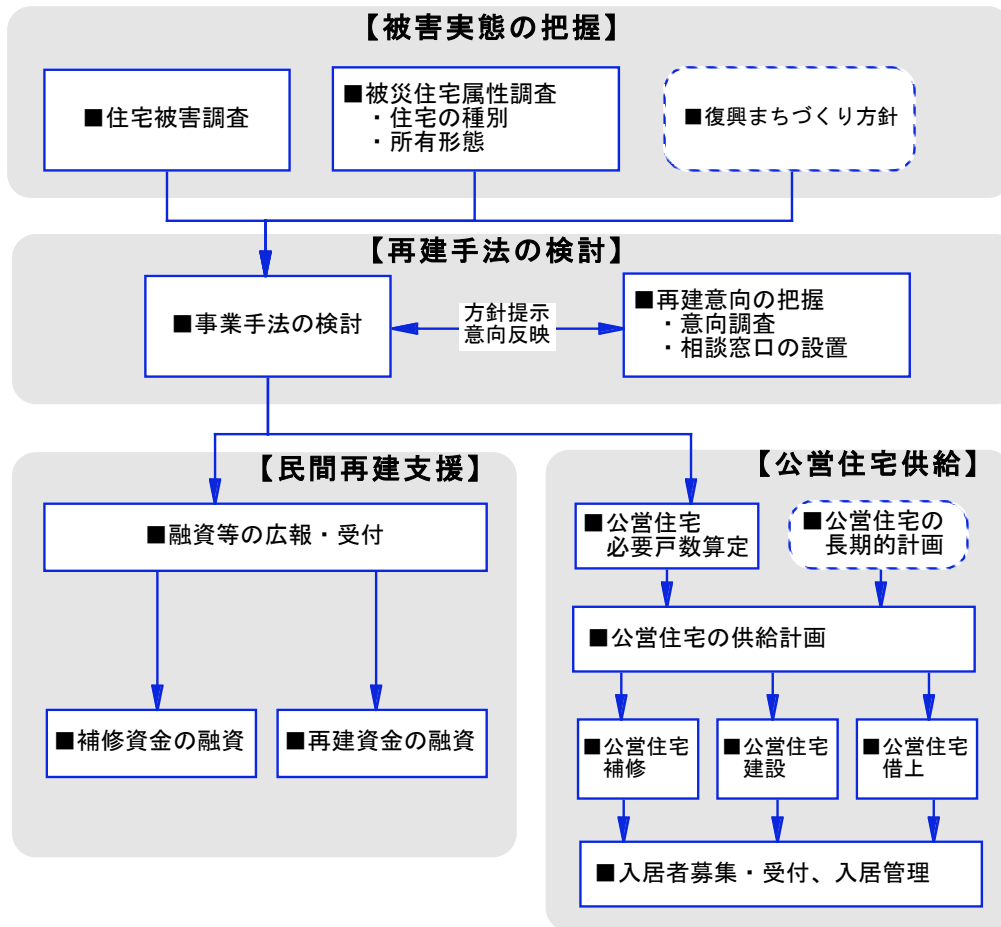 【被害実態の把握】
■住宅被害調査
■被災住宅属性調査
・住宅の種別
・所有形態
■復興まちづくり方針
【再建手法の検討】
■事業手法の検討
方針提示
意向反映
■再建意向の把握
・意向調査
・相談窓口の設置
【民間再建支援】
■融資等の広報・受付
■補修資金の融資
■再建資金の融資
【公営住宅供給】
■公営住宅
必要戸数算定
■公営住宅の
長期的計画
■公営住宅の供給計画
■公営住宅
補修
■公営住宅
建設
■公営住宅
借上
■入居者募集・受付、入居管理